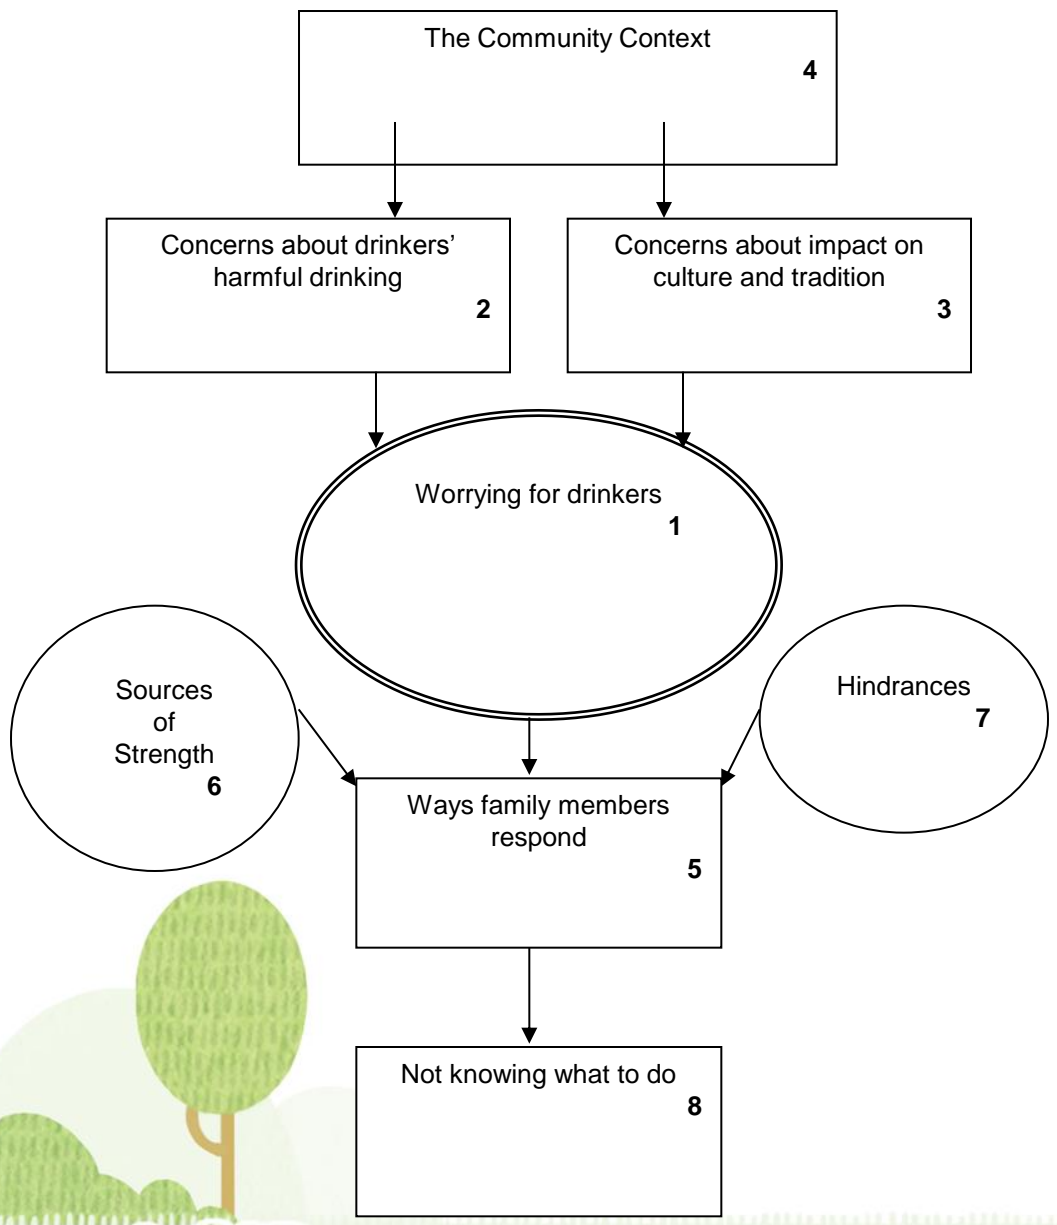 The Community Context
4
Concerns about drinkers’
harmful drinking
2
Concerns about impact on
culture and tradition
3
Worrying for drinkers
1
Sources
of
Strength
6
Hindrances
7
Ways family members
respond
5
Not knowing what to do
8